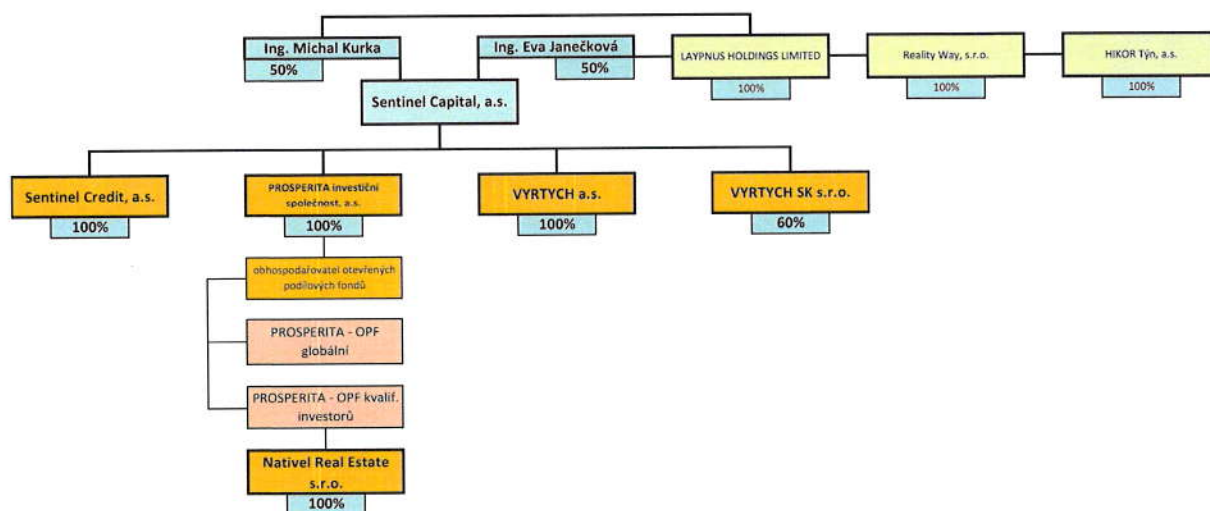 Ing. Michal Kurka
50%
Ing. Eva Janečková
50%
LAYPNUS HOLDINGS LIMITED
100%
Reality Way, s.r.o.
100%
HIKOR Týn, a.s.
100%
Sentinel Capital, a.s.
Sentinel Credit, a.s.
100%
PROSPERITA investiční
společnost, a.s.
100%
VYRTYCH a.s.
100%
VYRTYCH SK s.r.o.
60%
obhospodařovatel otevřených
podílových fondů
PROSPERITA - OPF
globální
PROSPERITA - OPF kvalif.
investorů
Nativel Real Estate
s.r.o.
100%